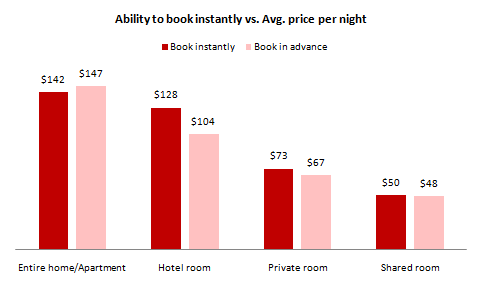 Ability to book instantly vs. Avg. price per night
Book instantly Book in advance
$142 $147
$128 $104
$73 $67
$50 $48
Entire home/Apartment Hotel room Private room Shared room